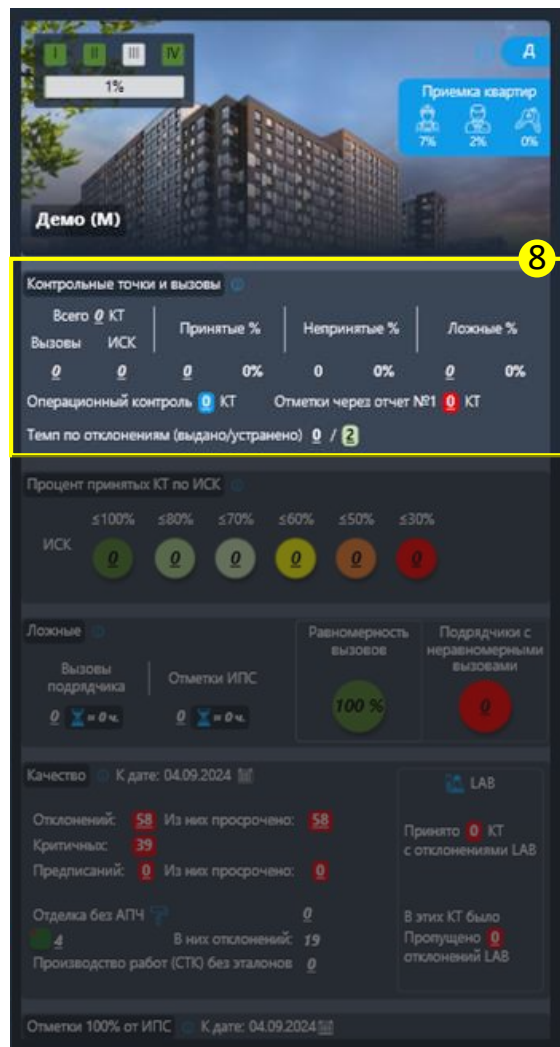 I II III IV Д
1%
Приемка квартир
7% 2% 0%
Демо (М)
8
Контрольные точки и вызовы
Всего 0 КТ
Принятые % Непринятые % Ложные %
Вызовы ИСК
0 0 0 0% 0 0% 0 0%
Операционный контроль 0 КТ Отметки через отчет №1 0 КТ
Темп по отклонениям (выдано/устранено) 0 / 2
Процент принятых КТ по ИСК
≤100% ≤80% ≤70% ≤60% ≤50% ≤30%
ИСК 0 0 0 0 0 0
Ложные
Вызовы подрядчика
Отметки ИПС
0 = 0 ч. 0 = 0 ч.
Равномерность вызовов
100 %
Подрядчики с неравномерными вызовами
0
Качество К дате: 04.09.2024
Отклонений: 58 Из них просрочено: 58
Критичных: 39
Предписаний: 0 Из них просрочено: 0
Отделка без АПЧ 0
4 В них отклонений: 19
Производство работ (СТК) без эталонов 0
LAB
Принято 0 КТ
с отклонениями LAB
В этих КТ было
Пропущено 0
отклонений LAB
Отметки 100% от ИПС К дате: 04.09.2024